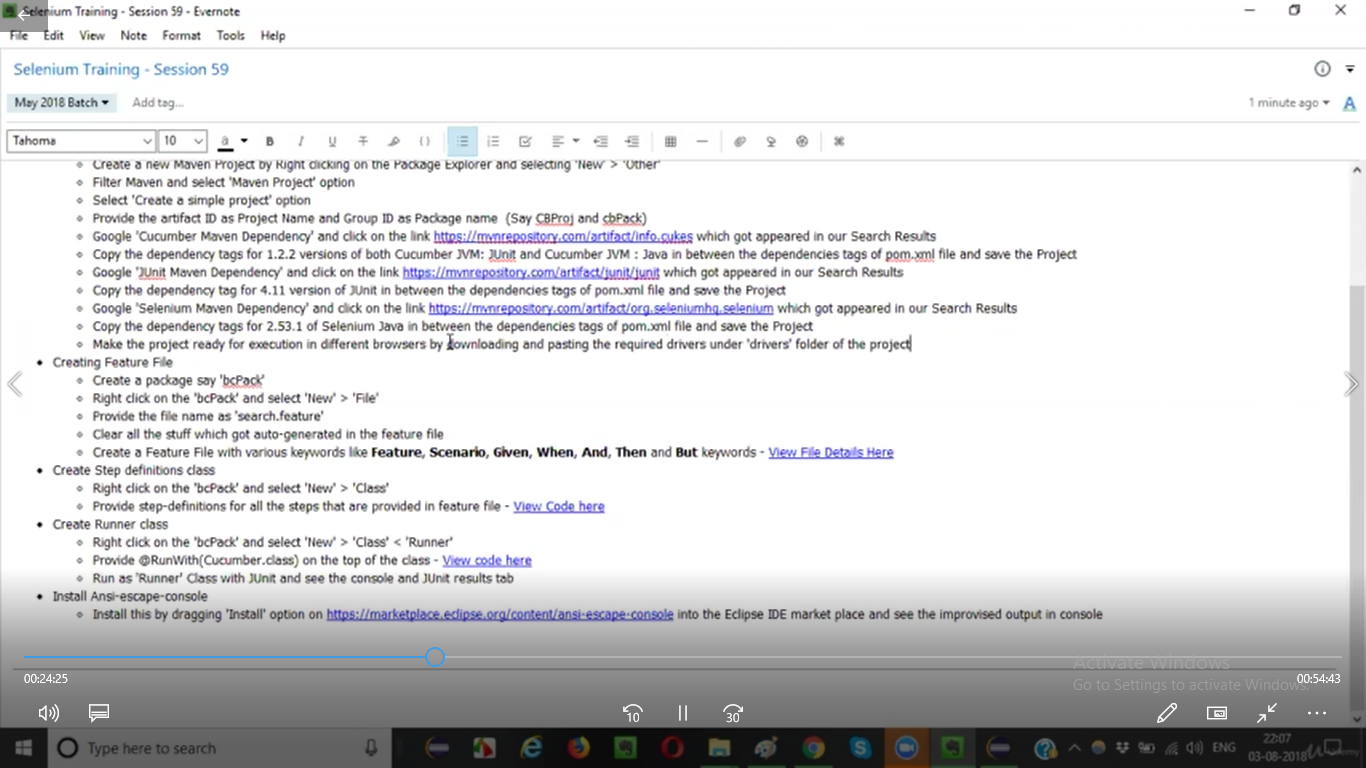 Selenium Training - Session 59 - Evernote
File Edit View Note Format Tools Help
Selenium Training - Session 59
May 2018 Batch Add tag... 1 minute ago
Tahoma 10
Create a new Maven Project by Right clicking on the Package Explorer and selecting 'New' > 'Other'
Filter Maven and select 'Maven Project' option
Select 'Create a simple project' option
Provide the artifact ID as Project Name and Group ID as Package name (Say CBProj and cbPack)
Google 'Cucumber Maven Dependency' and click on the link https://mvnrepository.com/artifact/info.cukes which got appeared in our Search Results
Copy the dependency tags for 1.2.2 versions of both Cucumber JVM: JUnit and Cucumber JVM : Java in between the dependencies tags of pom.xml file and save the Project
Google 'JUnit Maven Dependency' and click on the link https://mvnrepository.com/artifact/junit/junit which got appeared in our Search Results
Copy the dependency tag for 4.11 version of JUnit in between the dependencies tags of pom.xml file and save the Project
Google 'Selenium Maven Dependency' and click on the link https://mvnrepository.com/artifact/org.seleniumhq.selenium which got appeared in our Search Results
Copy the dependency tags for 2.53.1 of Selenium Java in between the dependencies tags of pom.xml file and save the Project
Make the project ready for execution in different browsers by downloading and pasting the required drivers under 'drivers' folder of the project
Creating Feature File
Create a package say 'bcPack'
Right click on the 'bcPack' and select 'New' > 'File'
Provide the file name as 'search.feature'
Clear all the stuff which got auto-generated in the feature file
Create a Feature File with various keywords like Feature, Scenario, Given, When, And, Then and But keywords - View File Details Here
Create Step definitions class
Right click on the 'bcPack' and select 'New' > 'Class'
Provide step-definitions for all the steps that are provided in feature file - View Code here
Create Runner class
Right click on the 'bcPack' and select 'New' > 'Class' < 'Runner'
Provide @RunWith(Cucumber.class) on the top of the class - View code here
Run as 'Runner' Class with JUnit and see the console and JUnit results tab
Install Ansi-escape-console
Install this by dragging 'Install' option on https://marketplace.eclipse.org/content/ansi-escape-console into the Eclipse IDE market place and see the improvised output in console
Activate Windows
Go to Settings to activate Windows.
00:24:25 00:54:43
10 30
Type here to search ENG 22:07
03-08-2018